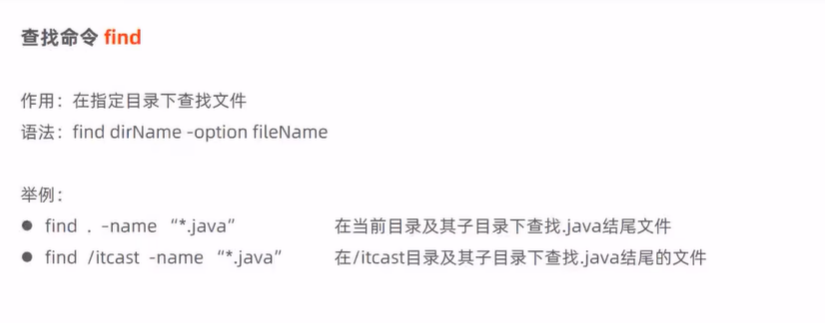 查找命令 find
作用：在指定目录下查找文件
语法：find dirName -option fileName
举例：
● find . –name “*.java” 在当前目录及其子目录下查找.java结尾文件
● find /itcast -name “*.java” 在/itcast目录及其子目录下查找.java结尾的文件